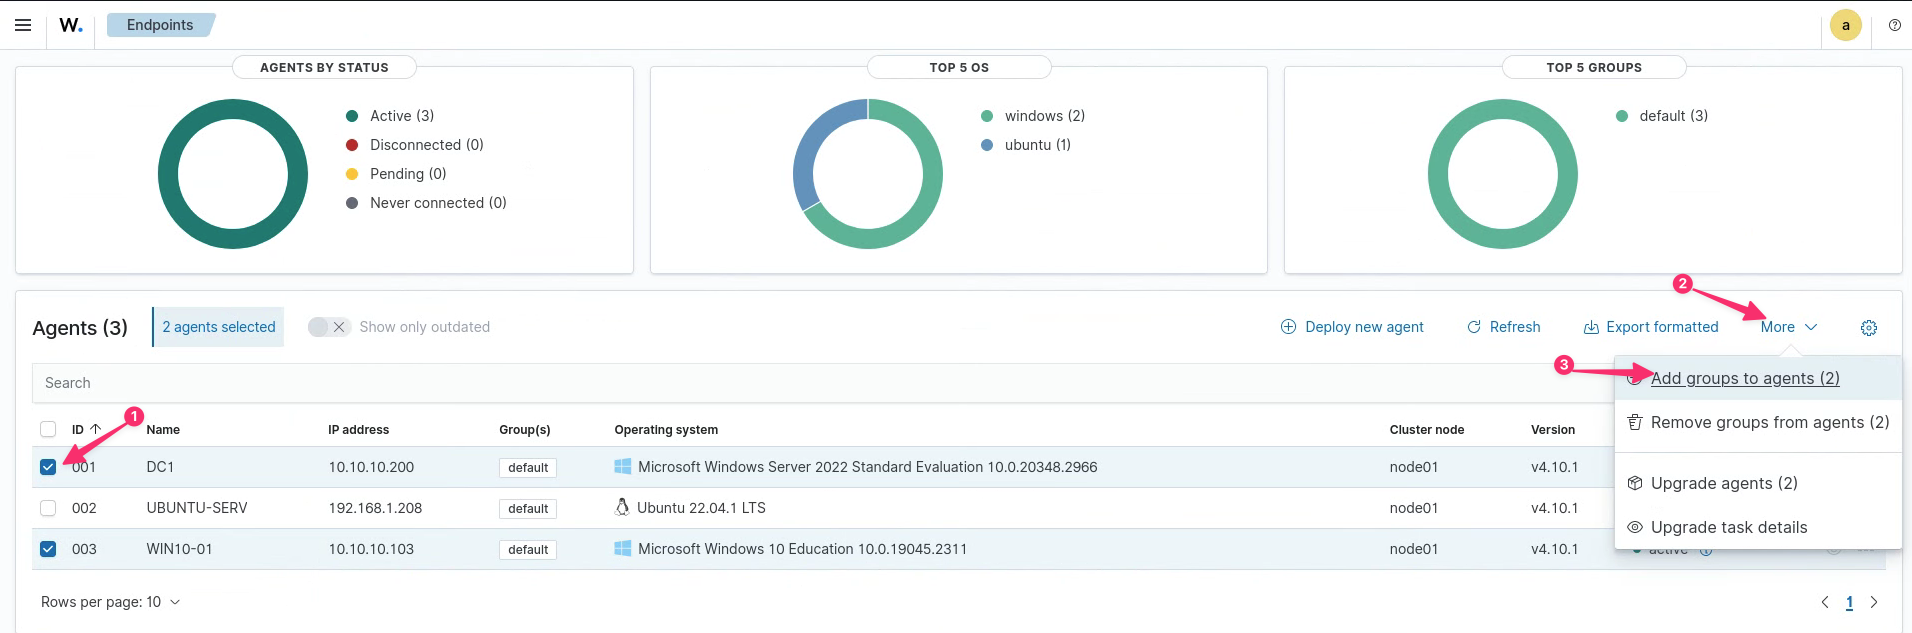 W. Endpoints a
AGENTS BY STATUS
Active (3)
Disconnected (0)
Pending (0)
Never connected (0)
TOP 5 OS
windows (2)
ubuntu (1)
TOP 5 GROUPS
default (3)
2
Agents (3) 2 agents selected Show only outdated Deploy new agent Refresh Export formatted More
3
Add groups to agents (2)
Remove groups from agents (2)
Upgrade agents (2)
Upgrade task details
Search
1
ID Name IP address Group(s) Operating system Cluster node Version
001 DC1 10.10.10.200 default Microsoft Windows Server 2022 Standard Evaluation 10.0.20348.2966 node01 v4.10.1
002 UBUNTU-SERV 192.168.1.208 default Ubuntu 22.04.1 LTS node01 v4.10.1
003 WIN10-01 10.10.10.103 default Microsoft Windows 10 Education 10.0.19045.2311 node01 v4.10.1 active
Rows per page: 10 1